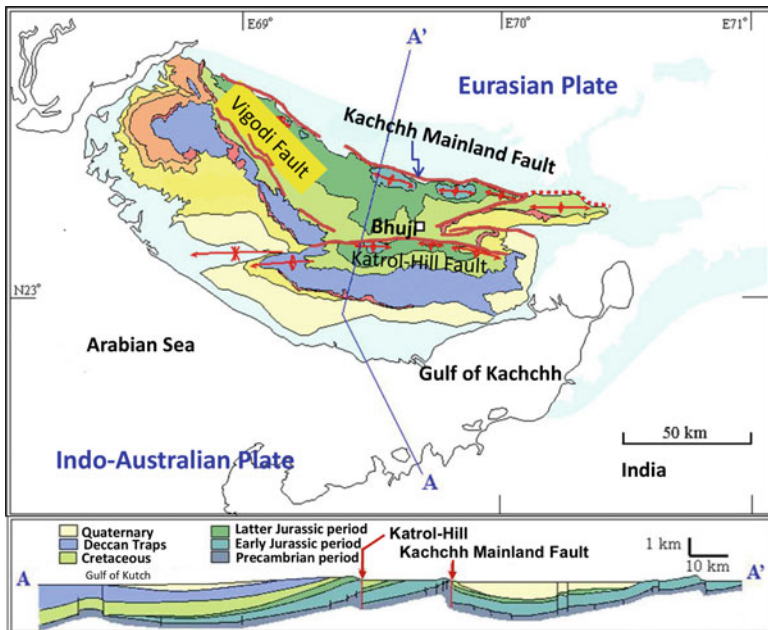 E69°
E70°
E71°
A'
Eurasian Plate
Vigodi Fault
Kachchh Mainland Fault
Bhuj
Katrol-Hill Fault
N23°
Arabian Sea
Gulf of Kachchh
50 km
Indo-Australian Plate
A
India
Quaternary
Deccan Traps
Cretaceous
Latter Jurassic period
Early Jurassic period
Precambrian period
Katrol-Hill
Kachchh Mainland Fault
1 km
10 km
A
Gulf of Kutch
A'